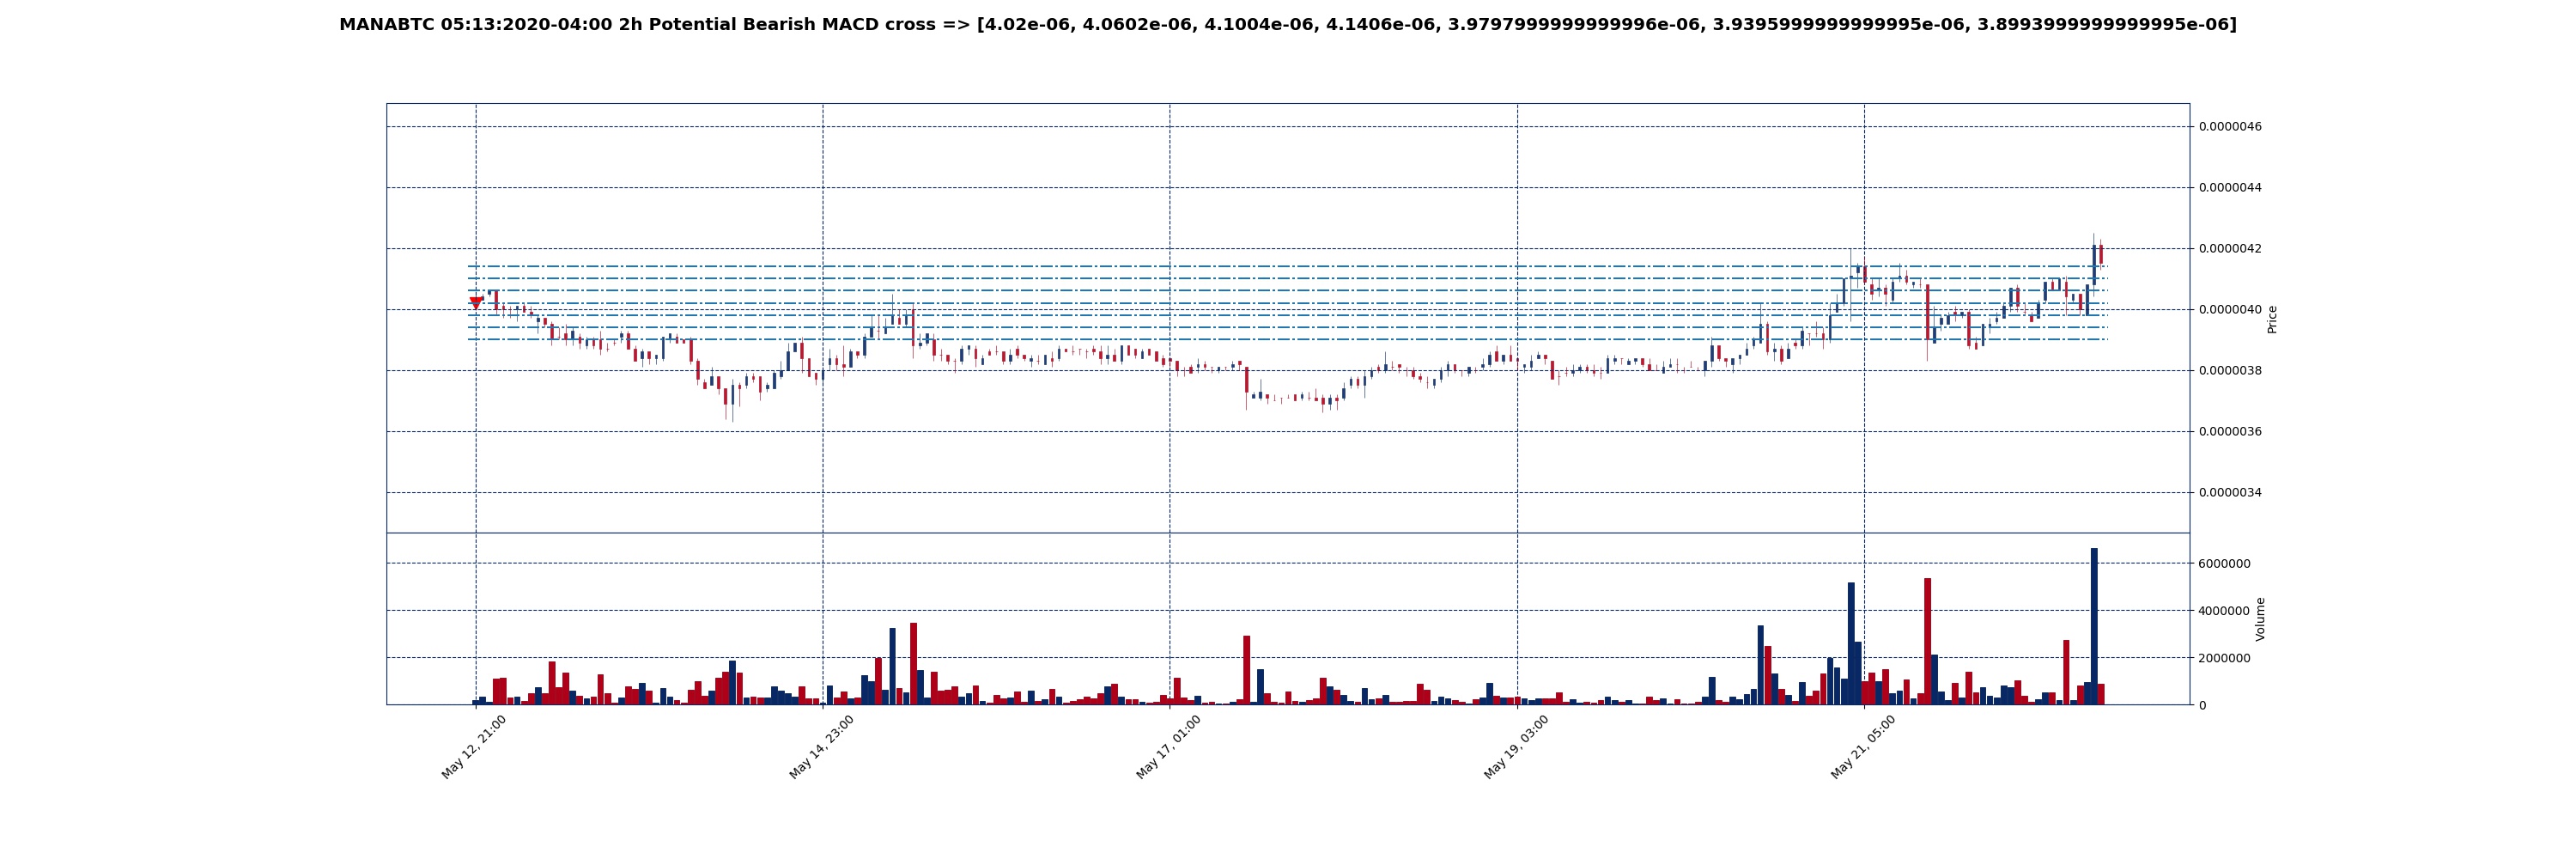 MANABTC 05:13:2020-04:00 2h Potential Bearish MACD cross => [4.02e-06, 4.0602e-06, 4.1004e-06, 4.1406e-06, 3.9797999999999996e-06, 3.9395999999999995e-06, 3.8993999999999995e-06]
0.0000046
0.0000044
0.0000042
0.0000040
0.0000038
0.0000036
0.0000034
Price
6000000
4000000
2000000
0
Volume
May 12, 21:00
May 14, 23:00
May 17, 01:00
May 19, 03:00
May 21, 05:00